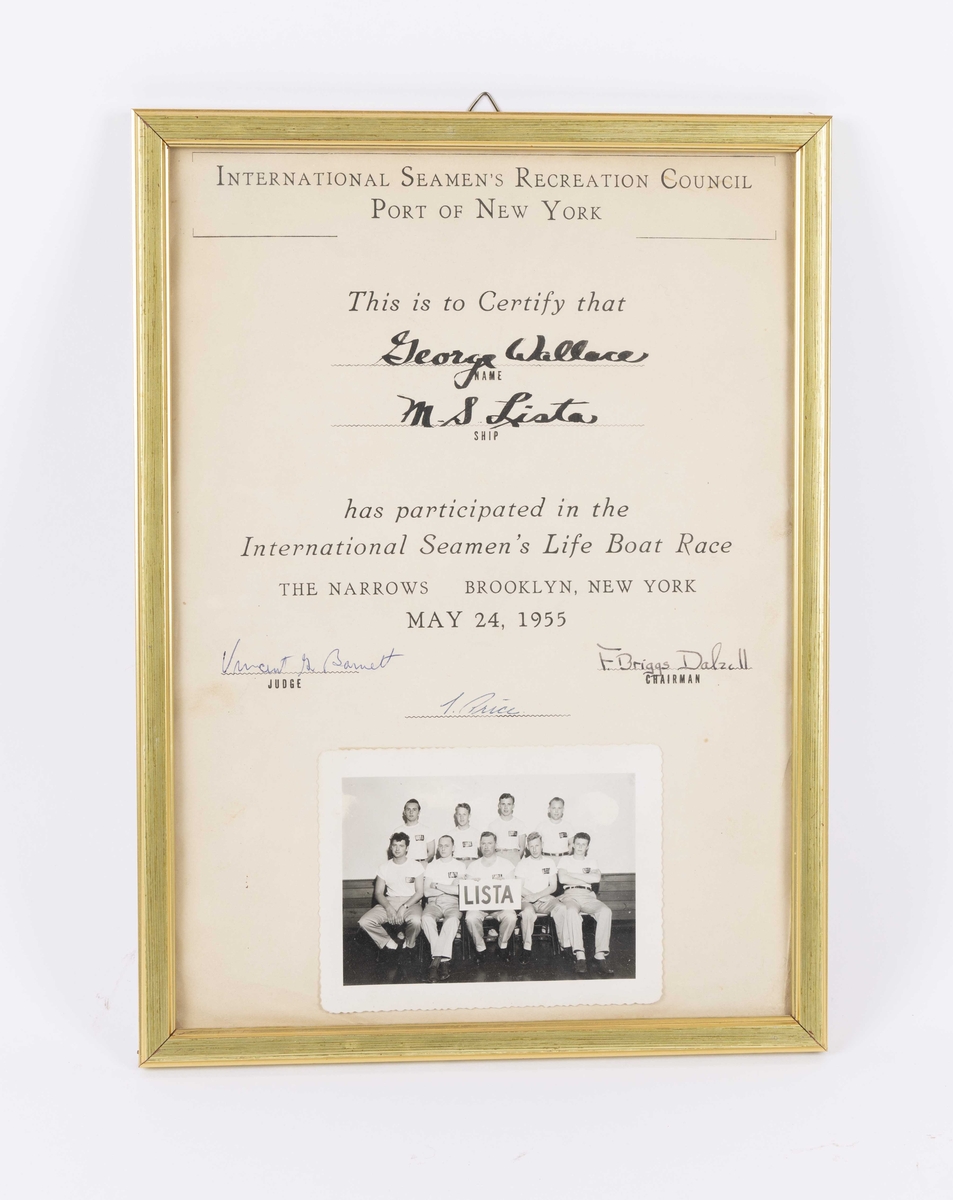 INTERNATIONAL SEAMEN'S RECREATION COUNCIL
PORT OF NEW YORK
This is to Certify that
George Wallace
NAME
M.S. Lista
SHIP
has participated in the
International Seamen's Life Boat Race
THE NARROWS BROOKLYN, NEW YORK
MAY 24, 1955
Vincent G. Barnett F. Briggs Dalzell
JUDGE CHAIRMAN
Price
LISTA